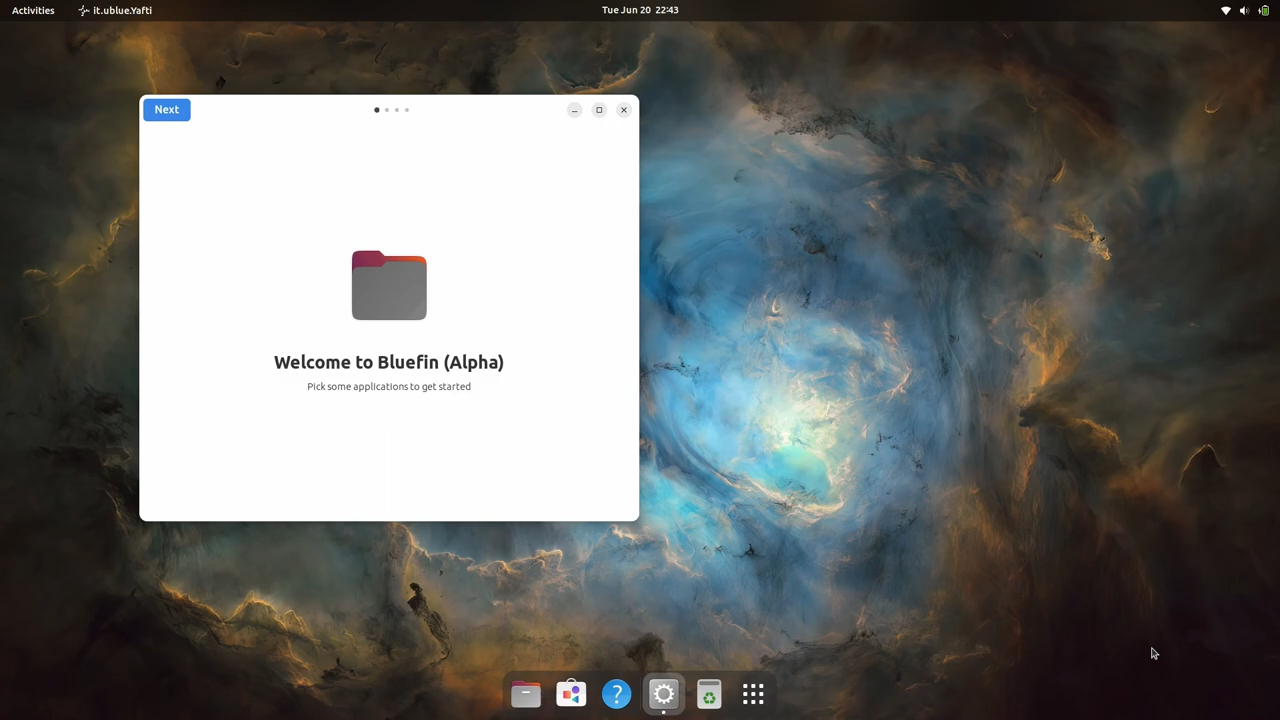 Activities
it.ublue.Yafti
Tue Jun 20 22:43
Next
Welcome to Bluefin (Alpha)
Pick some applications to get started
?